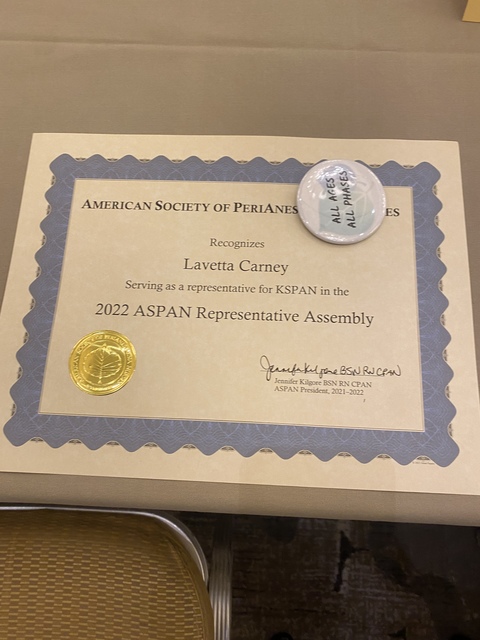 AMERICAN SOCIETY OF PERIANES ES
ALL AGES
ALL PHASES
Recognizes
Lavetta Carney
Serving as a representative for KSPAN in the
2022 ASPAN Representative Assembly
Jennifer Kilgore BSN RN CPAN
Jennifer Kilgore BSN RN CPAN
ASPAN President, 2021–2022